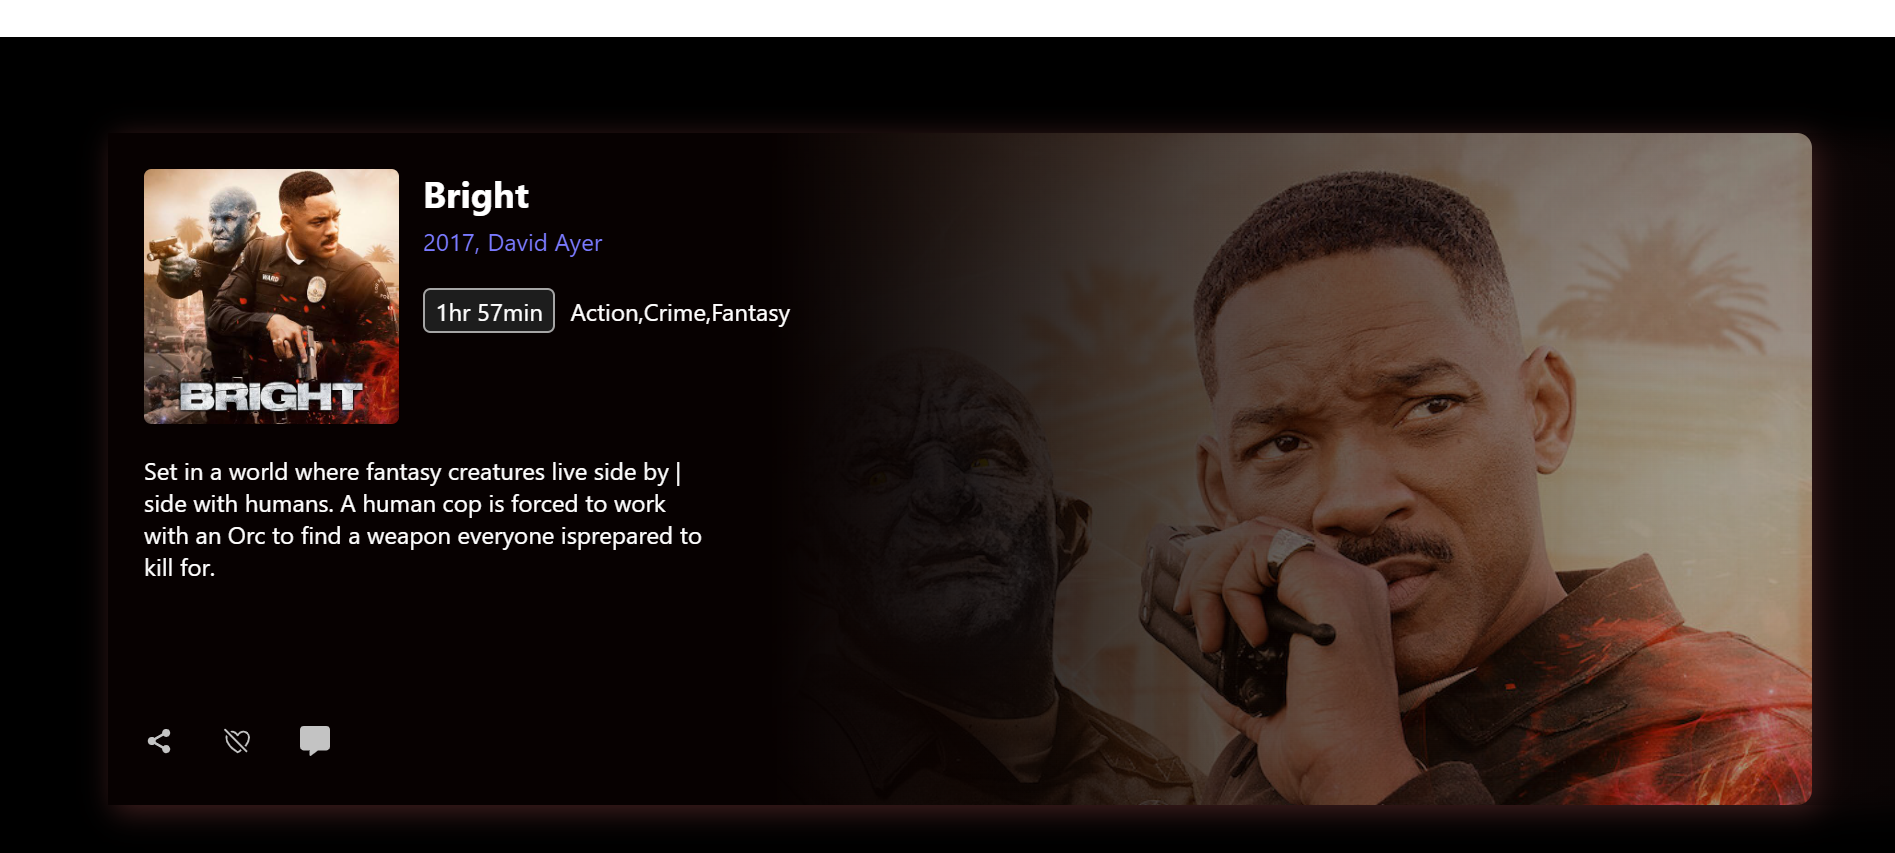 Bright
2017, David Ayer
1hr 57min Action,Crime,Fantasy
WARD
BRIGHT
Set in a world where fantasy creatures live side by |
side with humans. A human cop is forced to work
with an Orc to find a weapon everyone isprepared to
kill for.